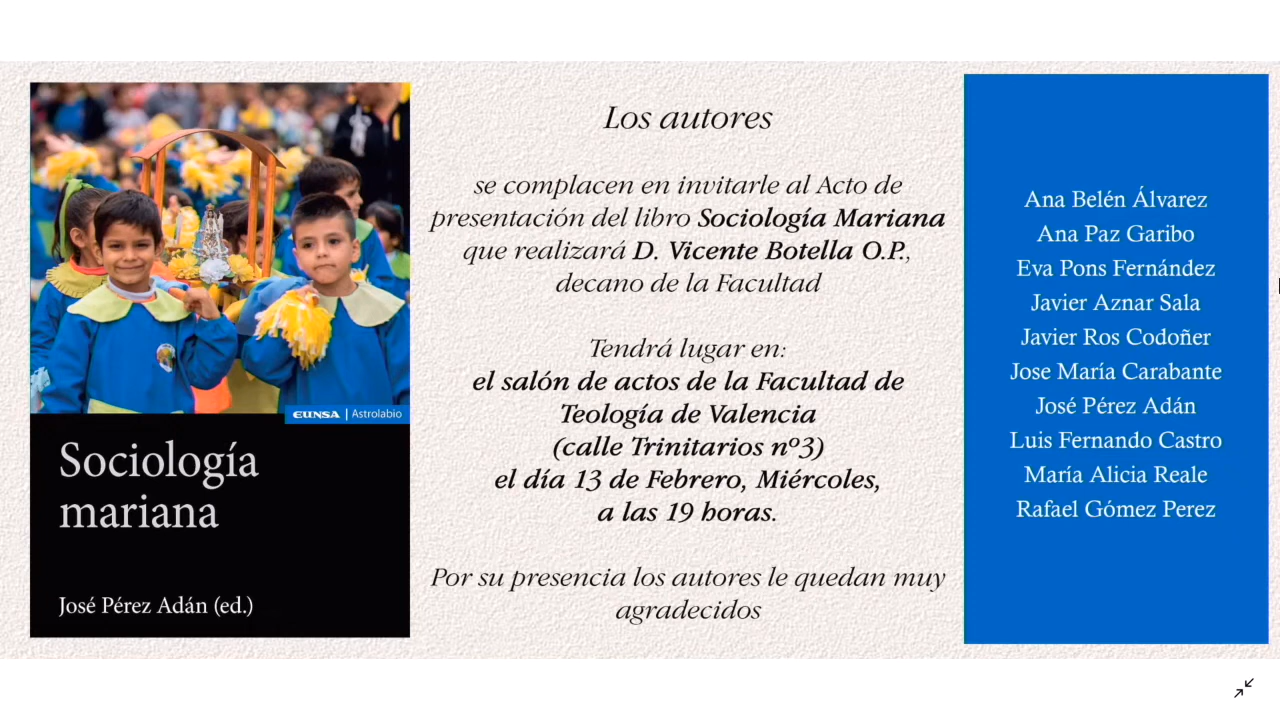 EUNSA | Astrolabio
Sociología
mariana
José Pérez Adán (ed.)
Los autores
se complacen en invitarle al Acto de
presentación del libro Sociología Mariana
que realizará D. Vicente Botella O.P.,
decano de la Facultad
Tendrá lugar en:
el salón de actos de la Facultad de
Teología de Valencia
(calle Trinitarios nº3)
el día 13 de Febrero, Miércoles,
a las 19 horas.
Por su presencia los autores le quedan muy
agradecidos
Ana Belén Álvarez
Ana Paz Garibo
Eva Pons Fernández
Javier Aznar Sala
Javier Ros Codoñer
Jose María Carabante
José Pérez Adán
Luis Fernando Castro
María Alicia Reale
Rafael Gómez Perez